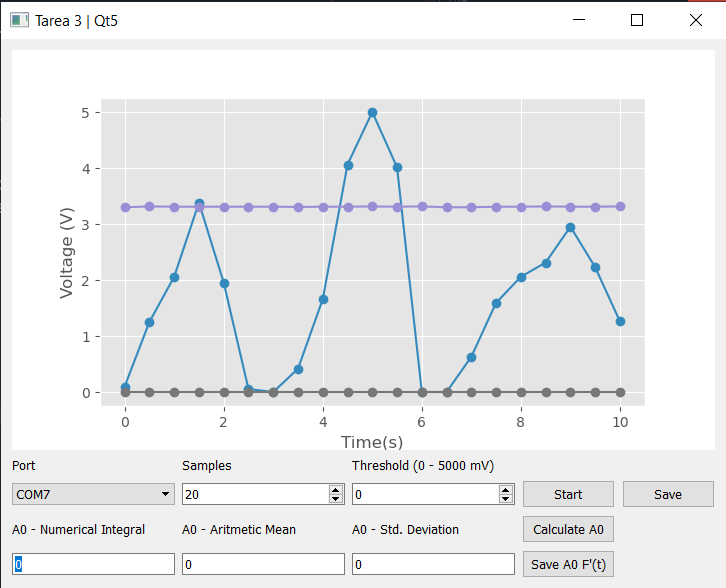 Tarea 3 | Qt5
5
4
3
2
1
0
Voltage (V)
0 2 4 6 8 10
Time(s)
Port Samples Threshold (0 - 5000 mV)
COM7 20 0 Start Save
A0 - Numerical Integral A0 - Aritmetic Mean A0 - Std. Deviation Calculate A0
0 0 0 Save A0 F'(t)